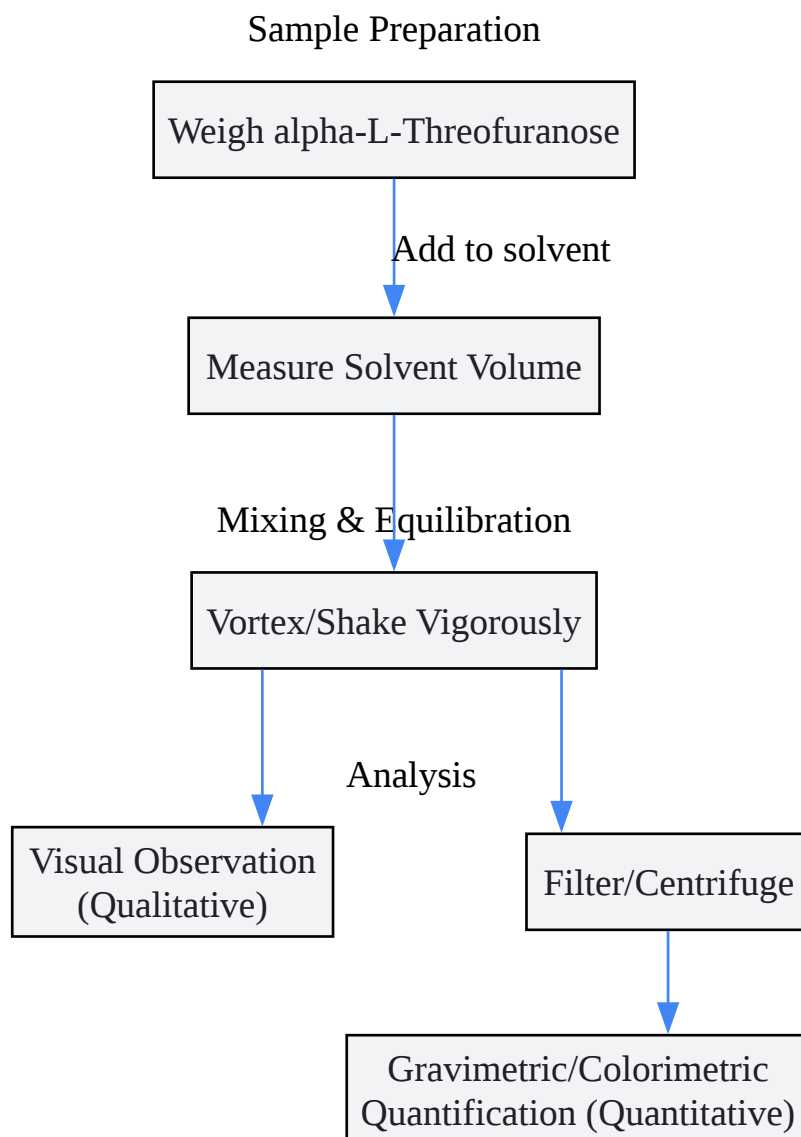 Sample Preparation
Weigh alpha-L-Threofuranose
Add to solvent
Measure Solvent Volume
Mixing & Equilibration
Vortex/Shake Vigorously
Analysis
Visual Observation
(Qualitative)
Filter/Centrifuge
Gravimetric/Colorimetric
Quantification (Quantitative)